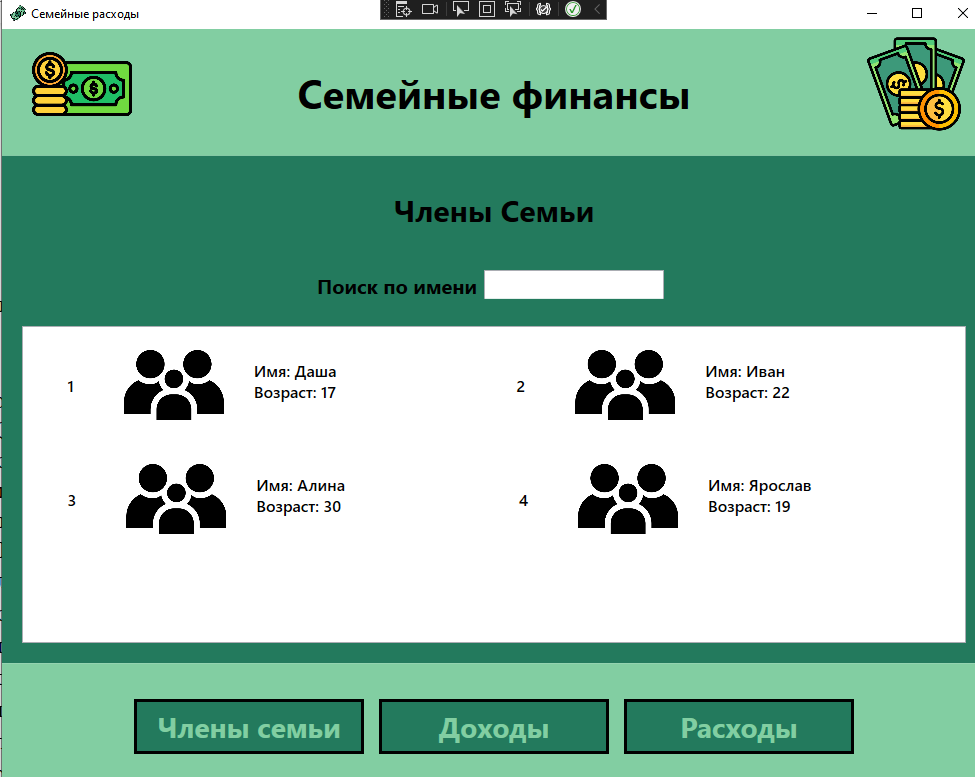 Семейные расходы
Семейные финансы
Члены Семьи
Поиск по имени
1
Имя: Даша
Возраст: 17
2
Имя: Иван
Возраст: 22
3
Имя: Алина
Возраст: 30
4
Имя: Ярослав
Возраст: 19
Члены семьи
Доходы
Расходы